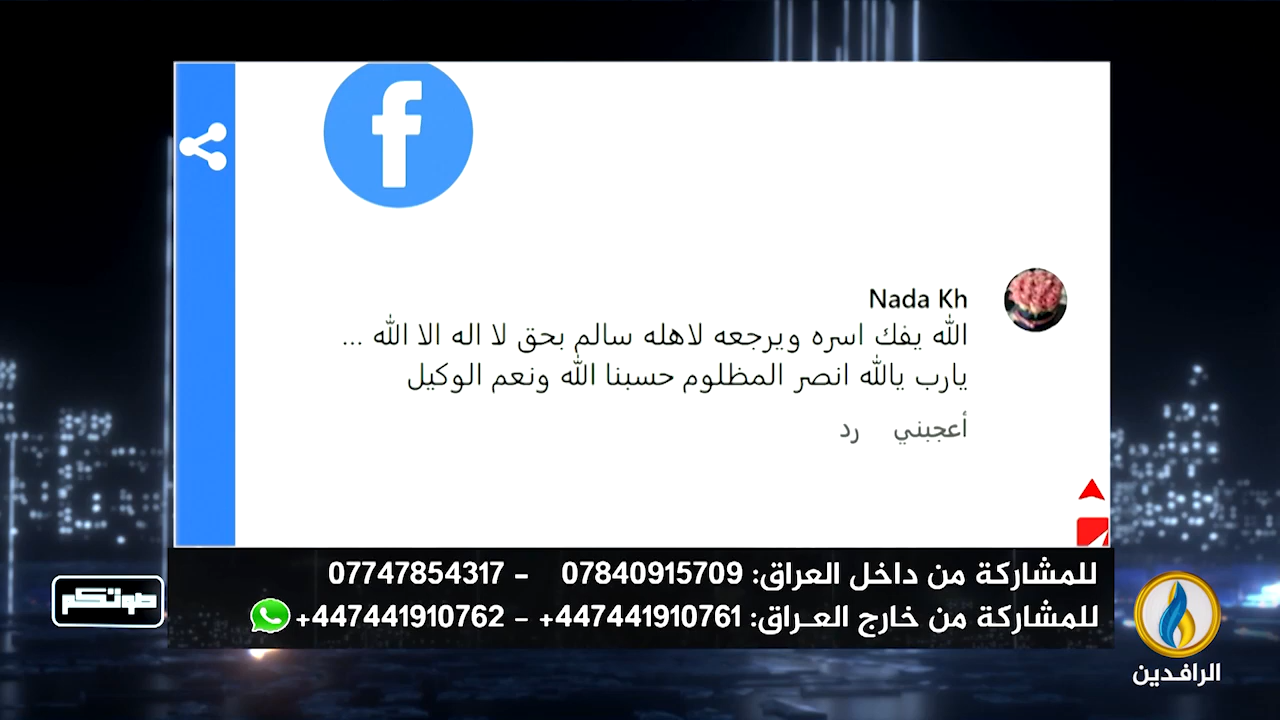 Nada Kh
الله يفك اسره ويرجعه لاهله سالم بحق لا اله الا الله ...
يارب يالله انصر المظلوم حسبنا الله ونعم الوكيل
أعجبني رد
للمشاركة من داخل العراق: 07840915709 - 07747854317
للمشاركة من خارج العراق: 447441910761+ - 447441910762+
صوتكم
الرافدين